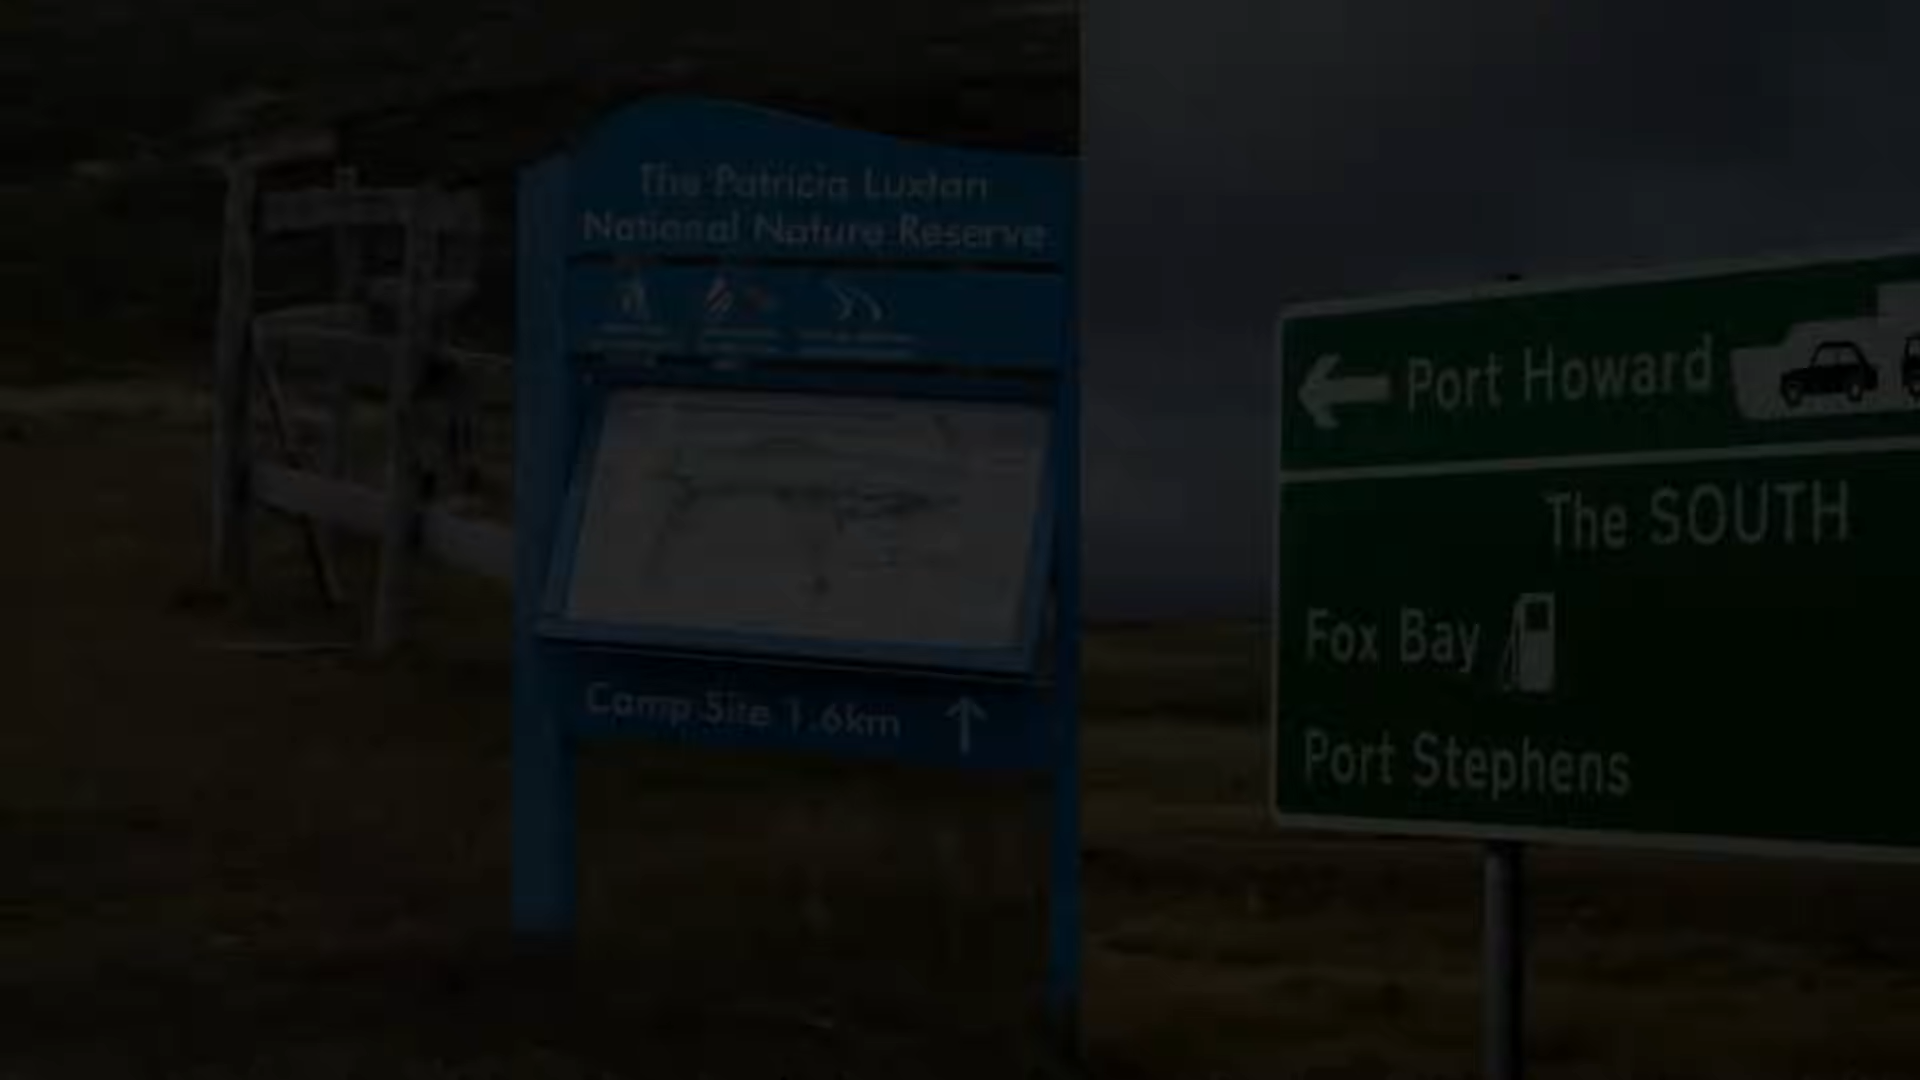 The Patricia Luxton
National Nature Reserve
Camp Site 1.6km
Port Howard
The SOUTH
Fox Bay
Port Stephens